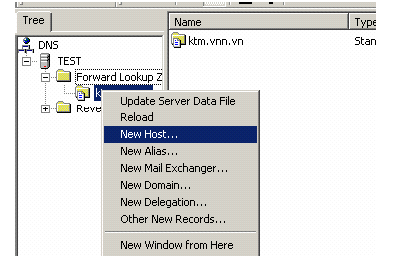 Tree
Name
Type
DNS
ktm.vnn.vn
Stan
TEST
Forward Lookup Z
k
Reve
Update Server Data File
Reload
New Host...
New Alias...
New Mail Exchanger...
New Domain...
New Delegation...
Other New Records...
New Window from Here